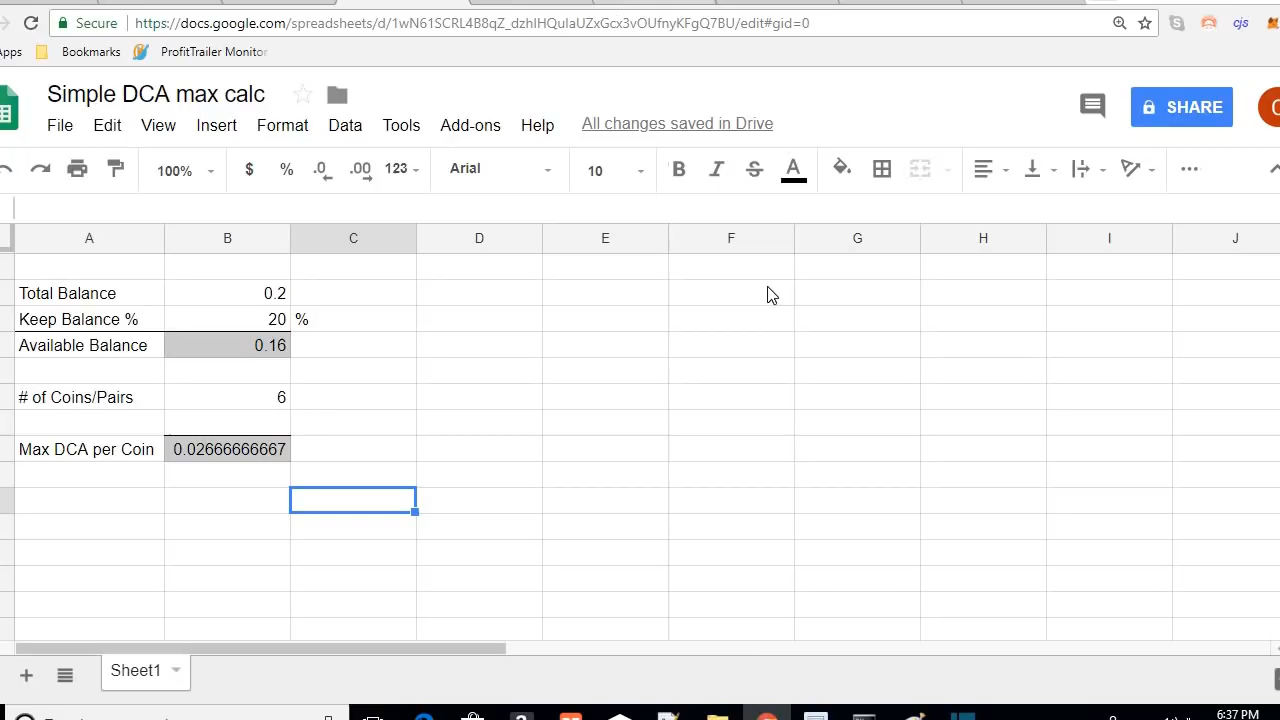 Secure https://docs.google.com/spreadsheets/d/1wN61SCRL4B8qZ_dzhIHQulaUZxGcx3vOUfnyKFgQ7BU/edit#gid=0 cjs
Apps Bookmarks ProfitTrailer Monitor
Simple DCA max calc
File Edit View Insert Format Data Tools Add-ons Help All changes saved in Drive SHARE
100% $ % .0 .00 123 Arial 10 B I S A
A B C D E F G H I J
Total Balance 0.2
Keep Balance % 20 %
Available Balance 0.16
# of Coins/Pairs 6
Max DCA per Coin 0.02666666667
Sheet1
6:37 PM